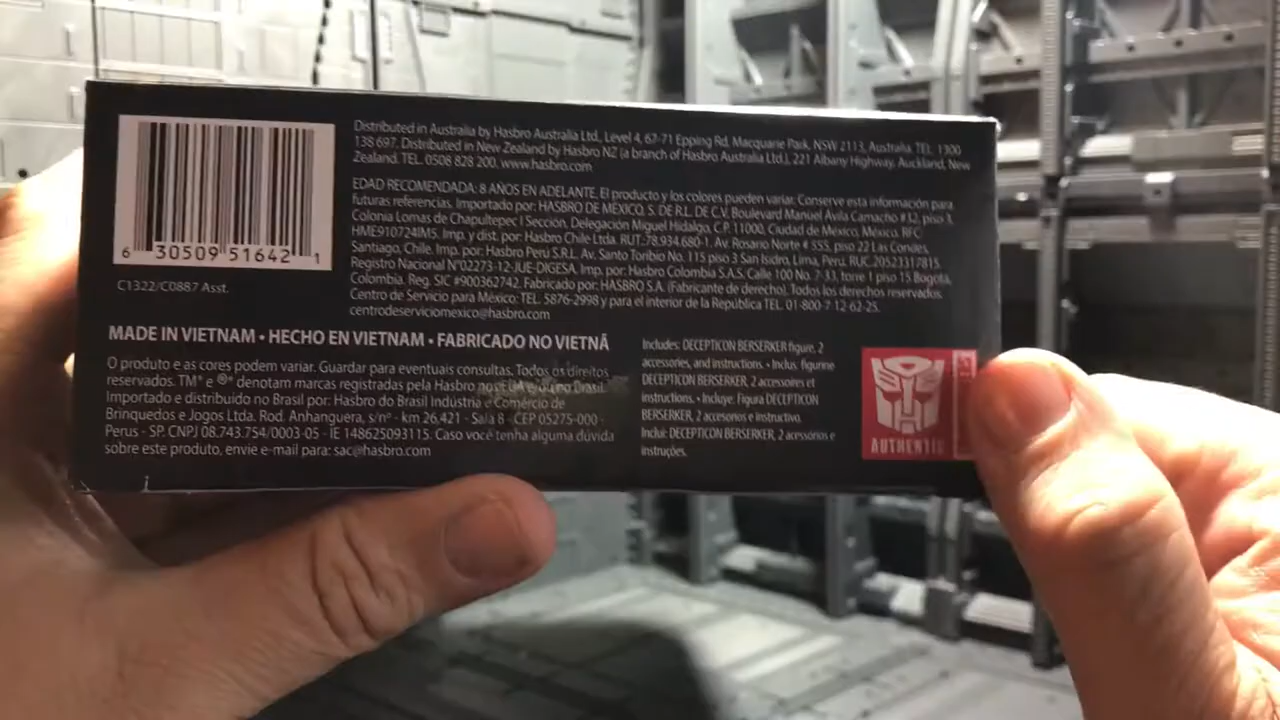 Distributed in Australia by Hasbro Australia Ltd., Level 4, 67-71 Epping Rd, Macquarie Park, NSW 2113, Australia. TEL. 1300
138 697. Distributed in New Zealand by Hasbro NZ (a branch of Hasbro Australia Ltd.), 221 Albany Highway, Auckland, New
Zealand. TEL. 0508 828 200. www.hasbro.com
EDAD RECOMENDADA: 8 AÑOS EN ADELANTE. El producto y los colores pueden variar. Conserve esta información para
futuras referencias. Importado por: HASBRO DE MEXICO, S. DE R.L. DE C.V. Boulevard Manuel Ávila Camacho #32, piso 3,
Colonia Lomas de Chapultepec I Sección, Delegación Miguel Hidalgo, C.P. 11000, Ciudad de México, México. RFC
HME910724IM5. Imp. y dist. por: Hasbro Chile Ltda. RUT: 78.934.680-1. Av. Rosario Norte # 555, piso 22 Las Condes,
Santiago, Chile. Imp. por: Hasbro Perú S.R.L. Av. Santo Toribio No. 115 piso 3 San Isidro, Lima, Perú. RUC 20523317815.
Registro Nacional N°02273-12-JUE-DIGESA. Imp. por: Hasbro Colombia S.A.S. Calle 100 No. 7-33, torre 1 piso 15 Bogotá,
Colombia. Reg. SIC #900362742. Fabricado por: HASBRO S.A. (Fabricante de derecho). Todos los derechos reservados.
Centro de Servicio para México: TEL. 5876-2998 y para el interior de la República TEL. 01-800-7 12-62-25.
centrodeserviciomexico@hasbro.com
6 30509 51642 1
C1322/C0887 Asst.
MADE IN VIETNAM • HECHO EN VIETNAM • FABRICADO NO VIETNÃ
O produto e as cores podem variar. Guardar para eventuais consultas. Todos os direitos
reservados. TM* e ®* denotam marcas registradas pela Hasbro nos EUA e/ou no Brasil.
Importado e distribuído no Brasil por: Hasbro do Brasil Indústria e Comércio de
Brinquedos e Jogos Ltda. Rod. Anhanguera, s/nº - km 26,421 - Sala 8 - CEP 05275-000 -
Perus - SP. CNPJ 08.743.754/0003-05 - IE 148625093115. Caso você tenha alguma dúvida
sobre este produto, envie e-mail para: sac@hasbro.com
Includes: DECEPTICON BERSERKER figure, 2
accessories, and instructions. • Inclus: figurine
DECEPTICON BERSERKER, 2 accessoires et
instructions. • Incluye: Figura DECEPTICON
BERSERKER, 2 accesorios e instructivo.
Inclui: DECEPTICON BERSERKER, 2 acessórios e
instruções.
AUTHENTIC